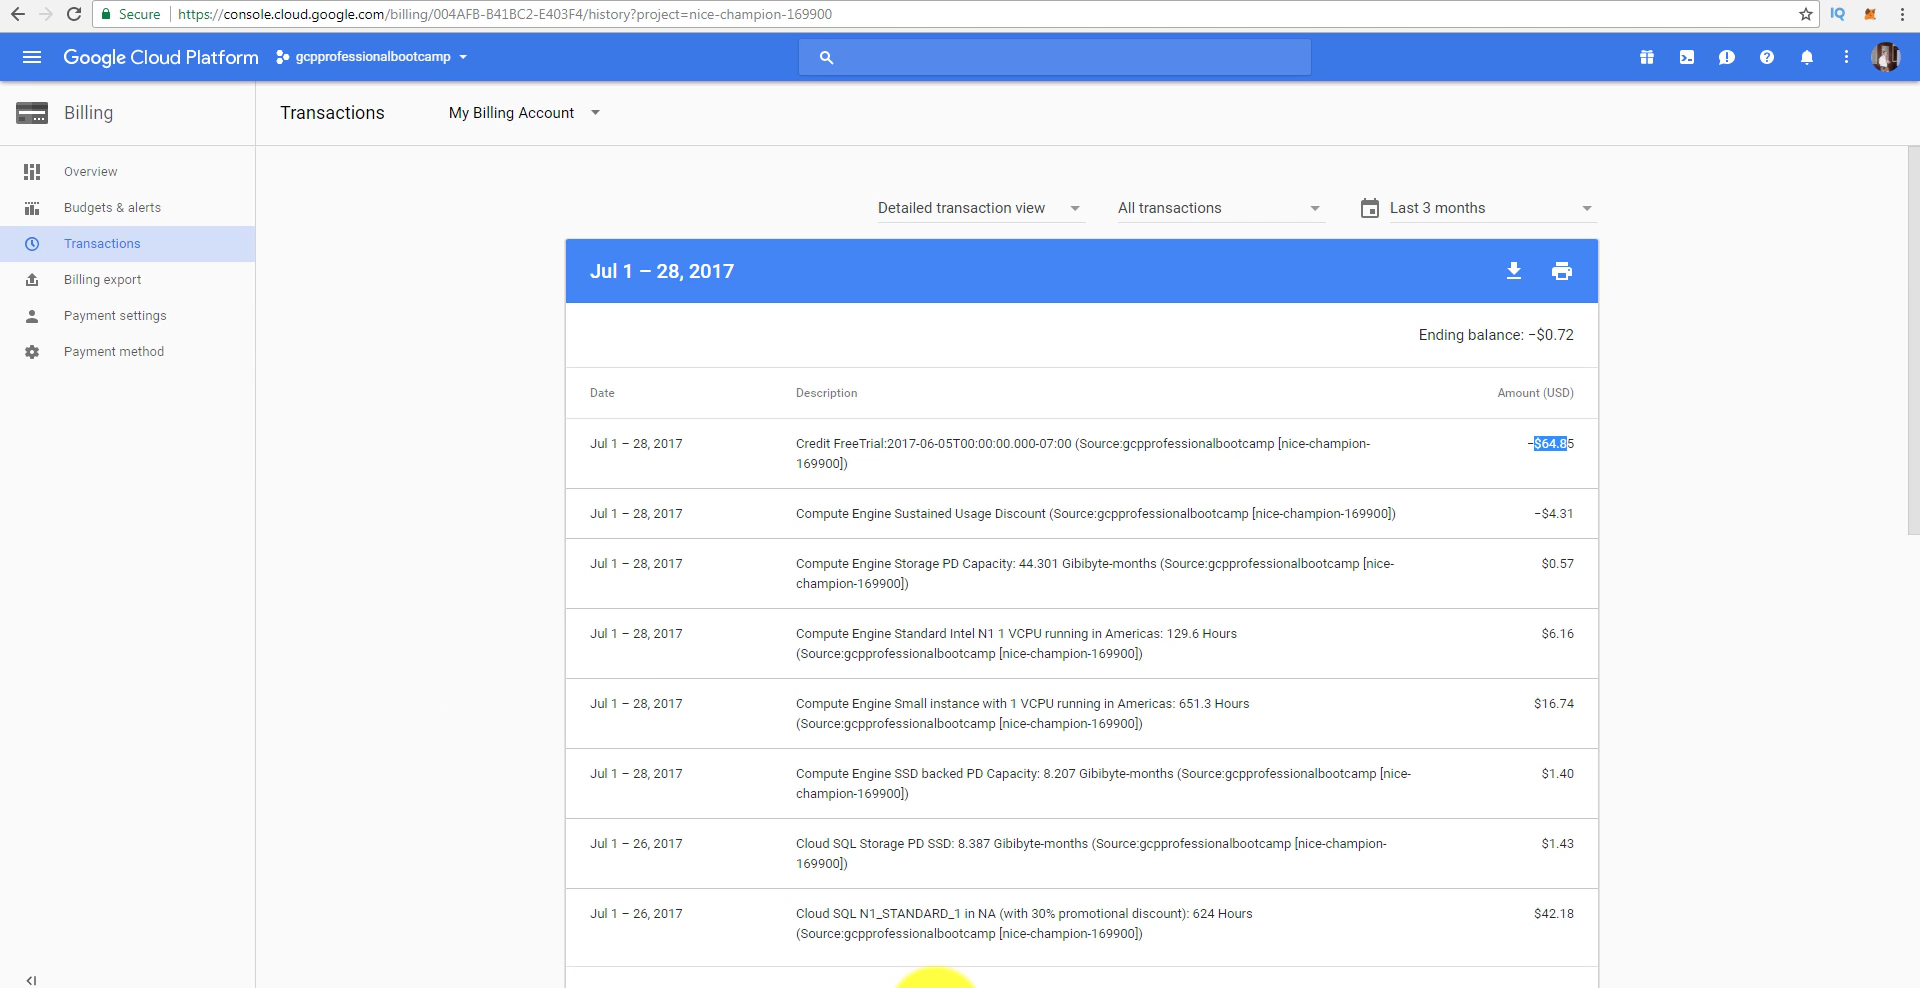 Secure https://console.cloud.google.com/billing/004AFB-B41BC2-E403F4/history?project=nice-champion-169900
IQ
Google Cloud Platform gcpprofessionalbootcamp
Billing
Transactions My Billing Account
Overview
Budgets & alerts
Transactions
Billing export
Payment settings
Payment method
Detailed transaction view All transactions Last 3 months
Jul 1 – 28, 2017
Ending balance: −$0.72
Date Description Amount (USD)
Jul 1 – 28, 2017 Credit FreeTrial:2017-06-05T00:00:00.000-07:00 (Source:gcpprofessionalbootcamp [nice-champion- −$64.85
169900])
Jul 1 – 28, 2017 Compute Engine Sustained Usage Discount (Source:gcpprofessionalbootcamp [nice-champion-169900]) −$4.31
Jul 1 – 28, 2017 Compute Engine Storage PD Capacity: 44.301 Gibibyte-months (Source:gcpprofessionalbootcamp [nice- $0.57
champion-169900])
Jul 1 – 28, 2017 Compute Engine Standard Intel N1 1 VCPU running in Americas: 129.6 Hours $6.16
(Source:gcpprofessionalbootcamp [nice-champion-169900])
Jul 1 – 28, 2017 Compute Engine Small instance with 1 VCPU running in Americas: 651.3 Hours $16.74
(Source:gcpprofessionalbootcamp [nice-champion-169900])
Jul 1 – 28, 2017 Compute Engine SSD backed PD Capacity: 8.207 Gibibyte-months (Source:gcpprofessionalbootcamp [nice- $1.40
champion-169900])
Jul 1 – 26, 2017 Cloud SQL Storage PD SSD: 8.387 Gibibyte-months (Source:gcpprofessionalbootcamp [nice-champion- $1.43
169900])
Jul 1 – 26, 2017 Cloud SQL N1_STANDARD_1 in NA (with 30% promotional discount): 624 Hours $42.18
(Source:gcpprofessionalbootcamp [nice-champion-169900])